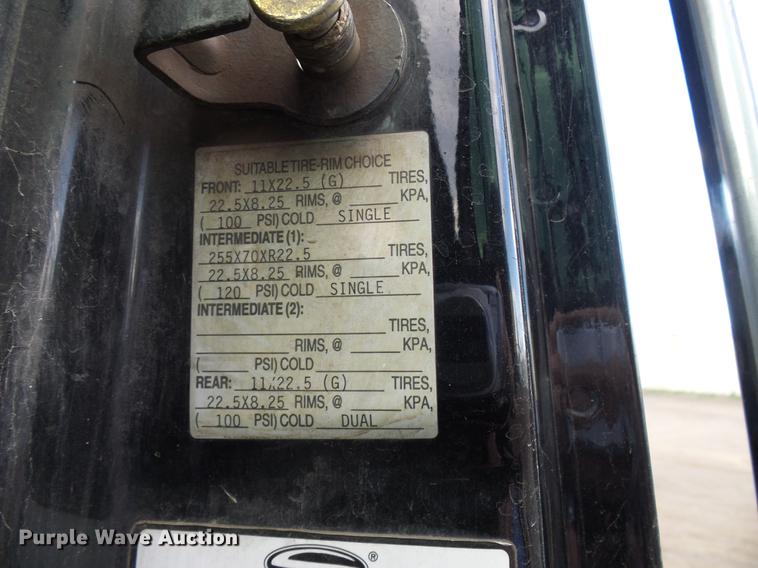 SUITABLE TIRE-RIM CHOICE
FRONT: 11X22.5 (G) TIRES,
22.5X8.25 RIMS, @ KPA,
( 100 PSI) COLD SINGLE
INTERMEDIATE (1):
255X70XR22.5 TIRES,
22.5X8.25 RIMS, @ KPA,
( 120 PSI) COLD SINGLE
INTERMEDIATE (2):
TIRES,
RIMS, @ KPA,
( PSI) COLD
REAR: 11X22.5 (G) TIRES,
22.5X8.25 RIMS, @ KPA,
( 100 PSI) COLD DUAL
®
Purple Wave Auction